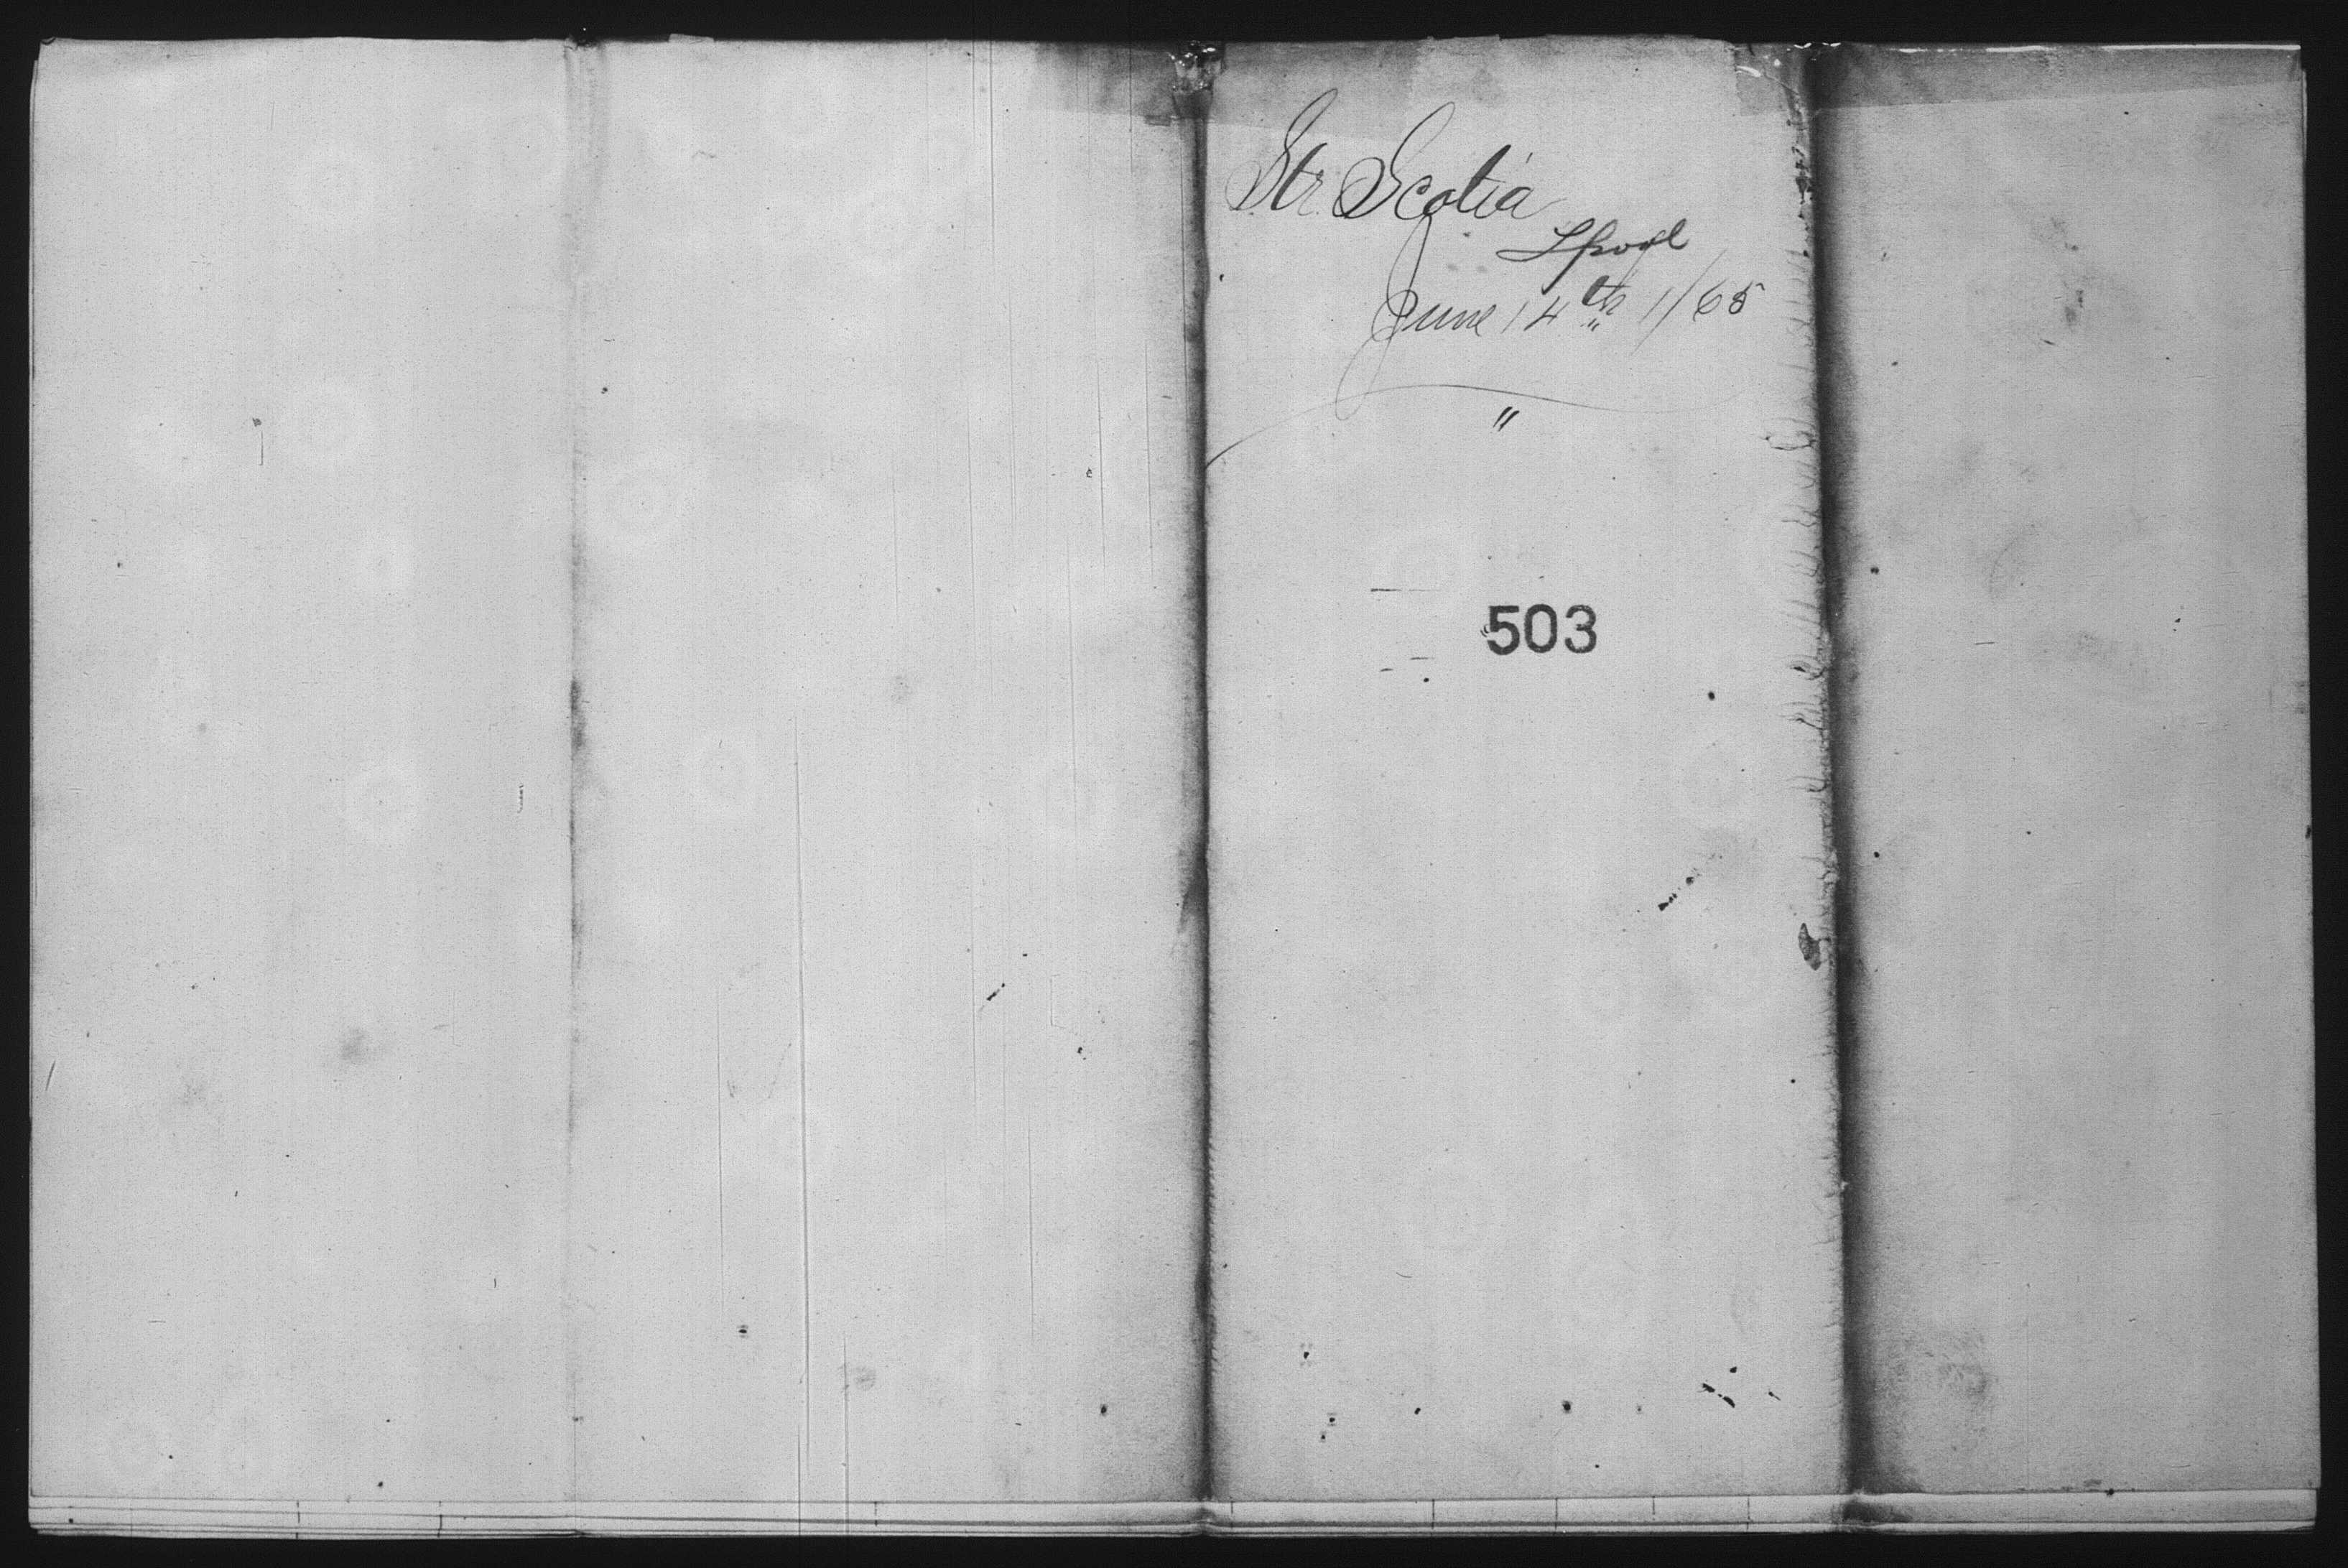 Str. Scotia
Lpool
June 14th 1/65
"
503